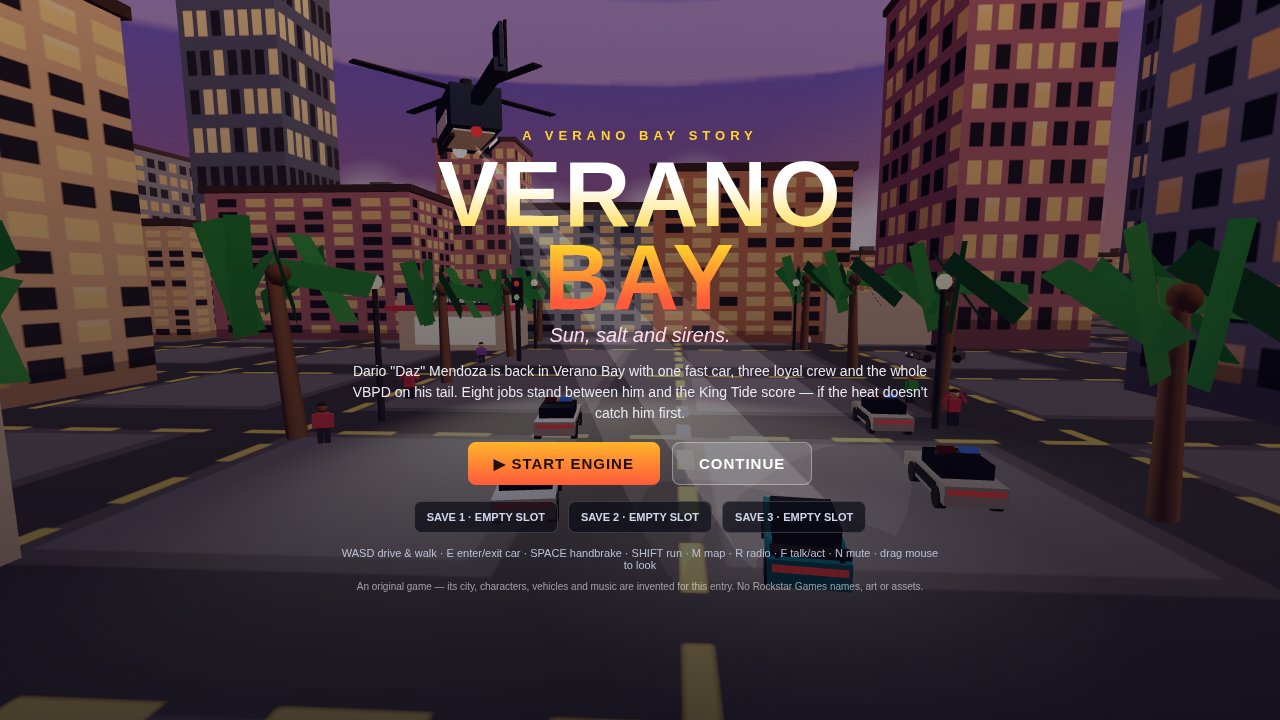 A VERANO BAY STORY
VERANO
BAY
Sun, salt and sirens.
Dario "Daz" Mendoza is back in Verano Bay with one fast car, three loyal crew and the whole
VBPD on his tail. Eight jobs stand between him and the King Tide score — if the heat doesn't
catch him first.
▶ START ENGINE
CONTINUE
SAVE 1 · EMPTY SLOT
SAVE 2 · EMPTY SLOT
SAVE 3 · EMPTY SLOT
WASD drive & walk · E enter/exit car · SPACE handbrake · SHIFT run · M map · R radio · F talk/act · N mute · drag mouse
to look
An original game — its city, characters, vehicles and music are invented for this entry. No Rockstar Games names, art or assets.